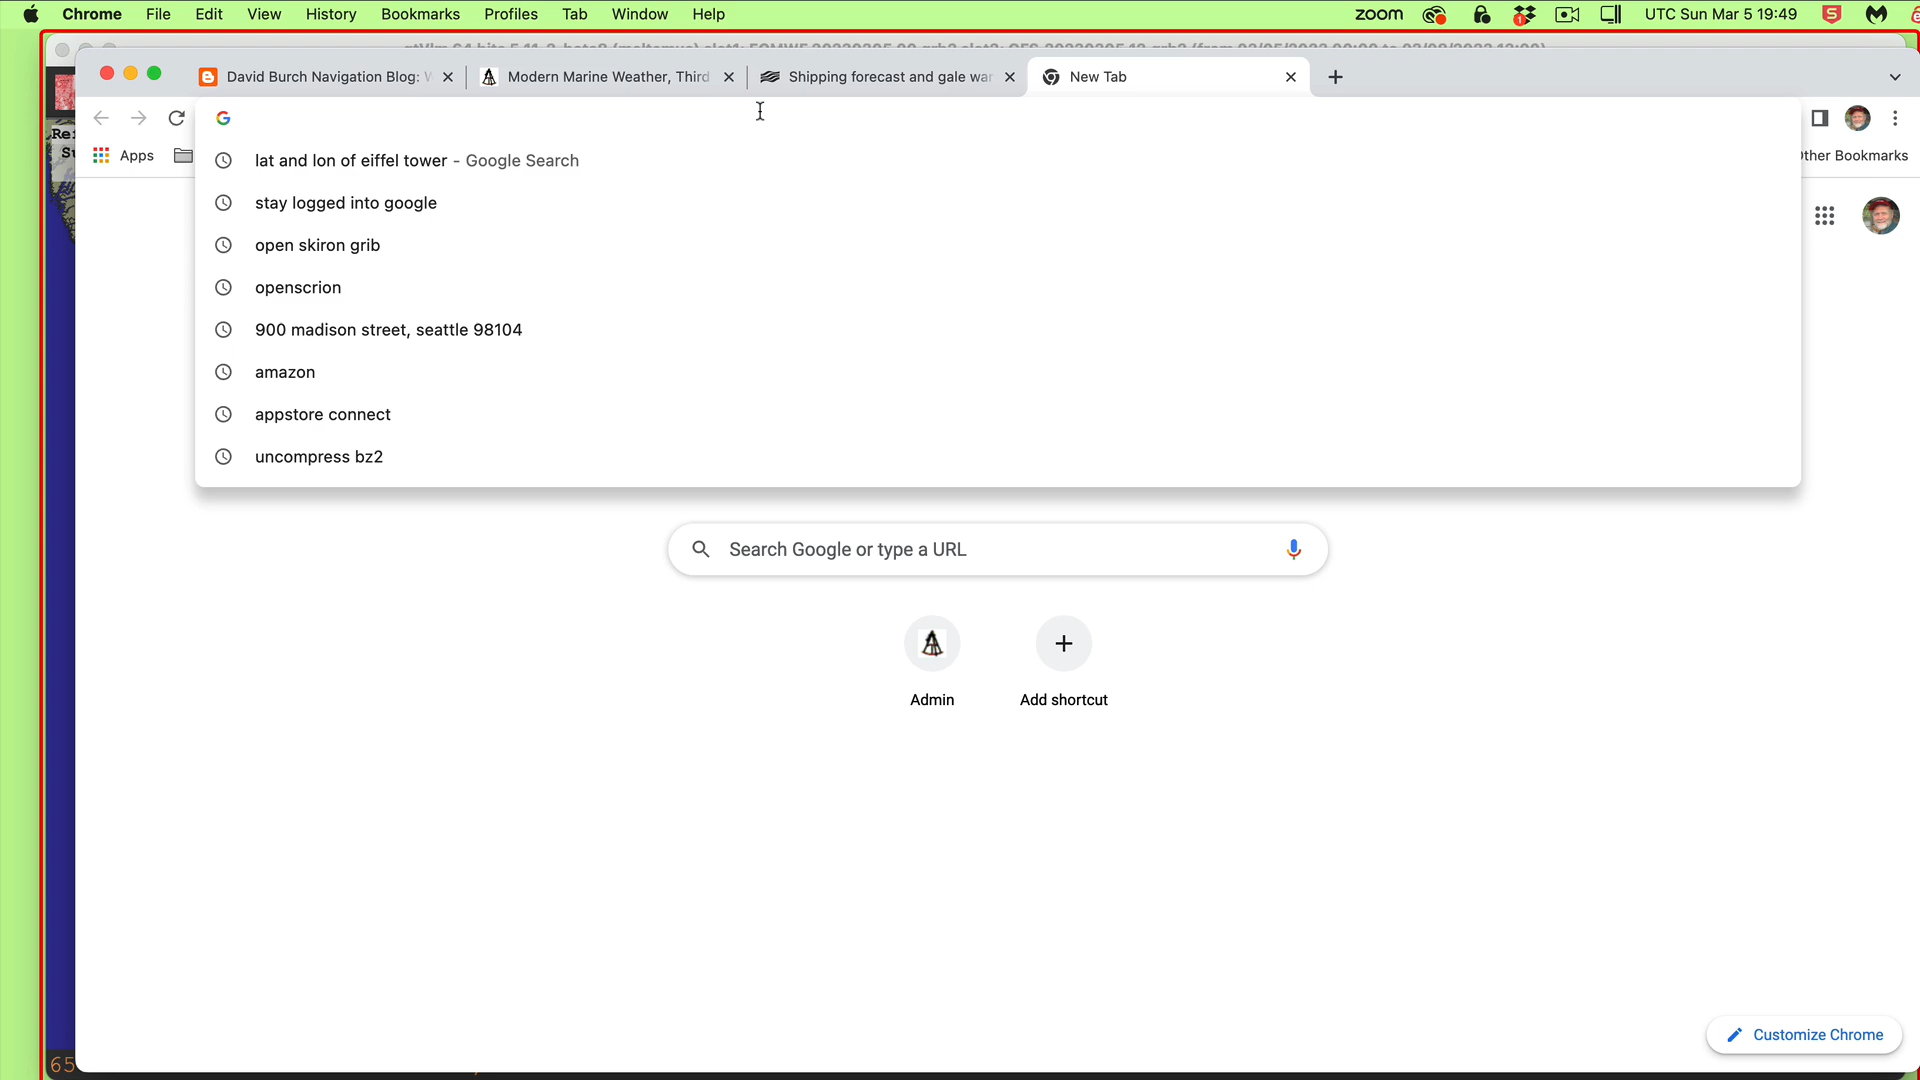 Chrome File Edit View History Bookmarks Profiles Tab Window Help zoom 1 UTC Sun Mar 5 19:49
David Burch Navigation Blog: Modern Marine Weather, Third Shipping forecast and gale war New Tab
Apps Other Bookmarks
lat and lon of eiffel tower - Google Search
stay logged into google
open skiron grib
openscrion
900 madison street, seattle 98104
amazon
appstore connect
uncompress bz2
Search Google or type a URL
Admin Add shortcut
Customize Chrome
65